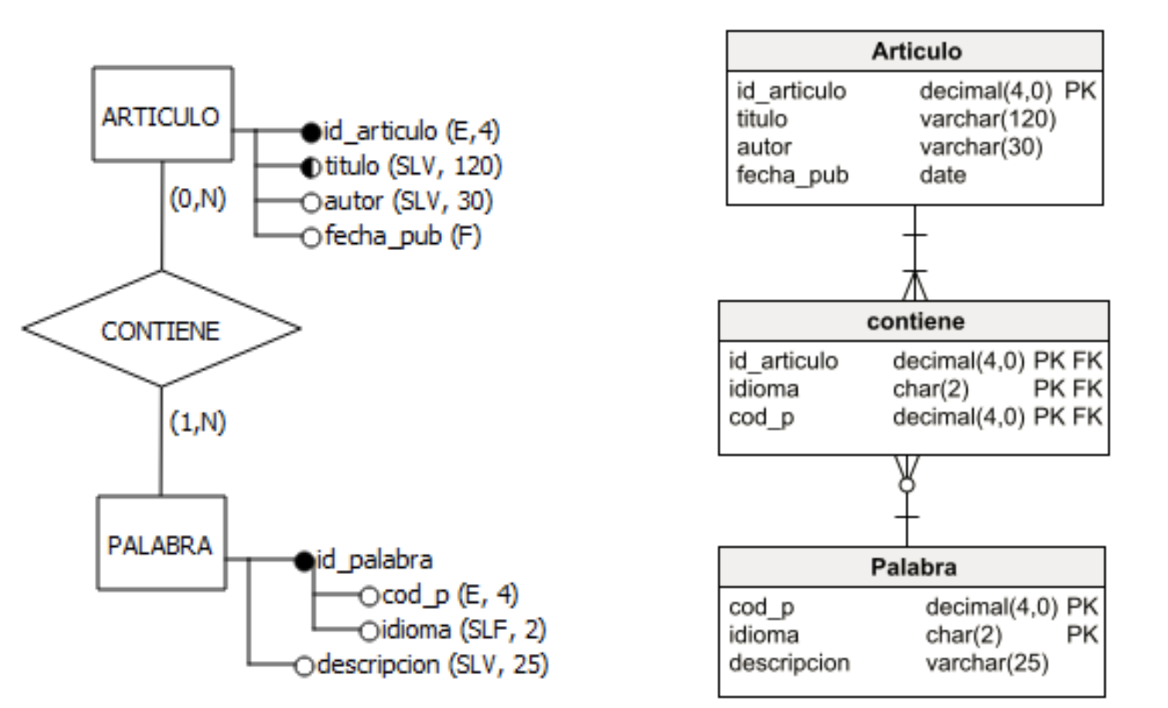 ARTICULO
id_articulo (E,4)
titulo (SLV, 120)
autor (SLV, 30)
fecha_pub (F)
(0,N)
CONTIENE
(1,N)
PALABRA
id_palabra
cod_p (E, 4)
idioma (SLF, 2)
descripcion (SLV, 25)
Articulo
id_articulo decimal(4,0) PK
titulo varchar(120)
autor varchar(30)
fecha_pub date
contiene
id_articulo decimal(4,0) PK FK
idioma char(2) PK FK
cod_p decimal(4,0) PK FK
Palabra
cod_p decimal(4,0) PK
idioma char(2) PK
descripcion varchar(25)